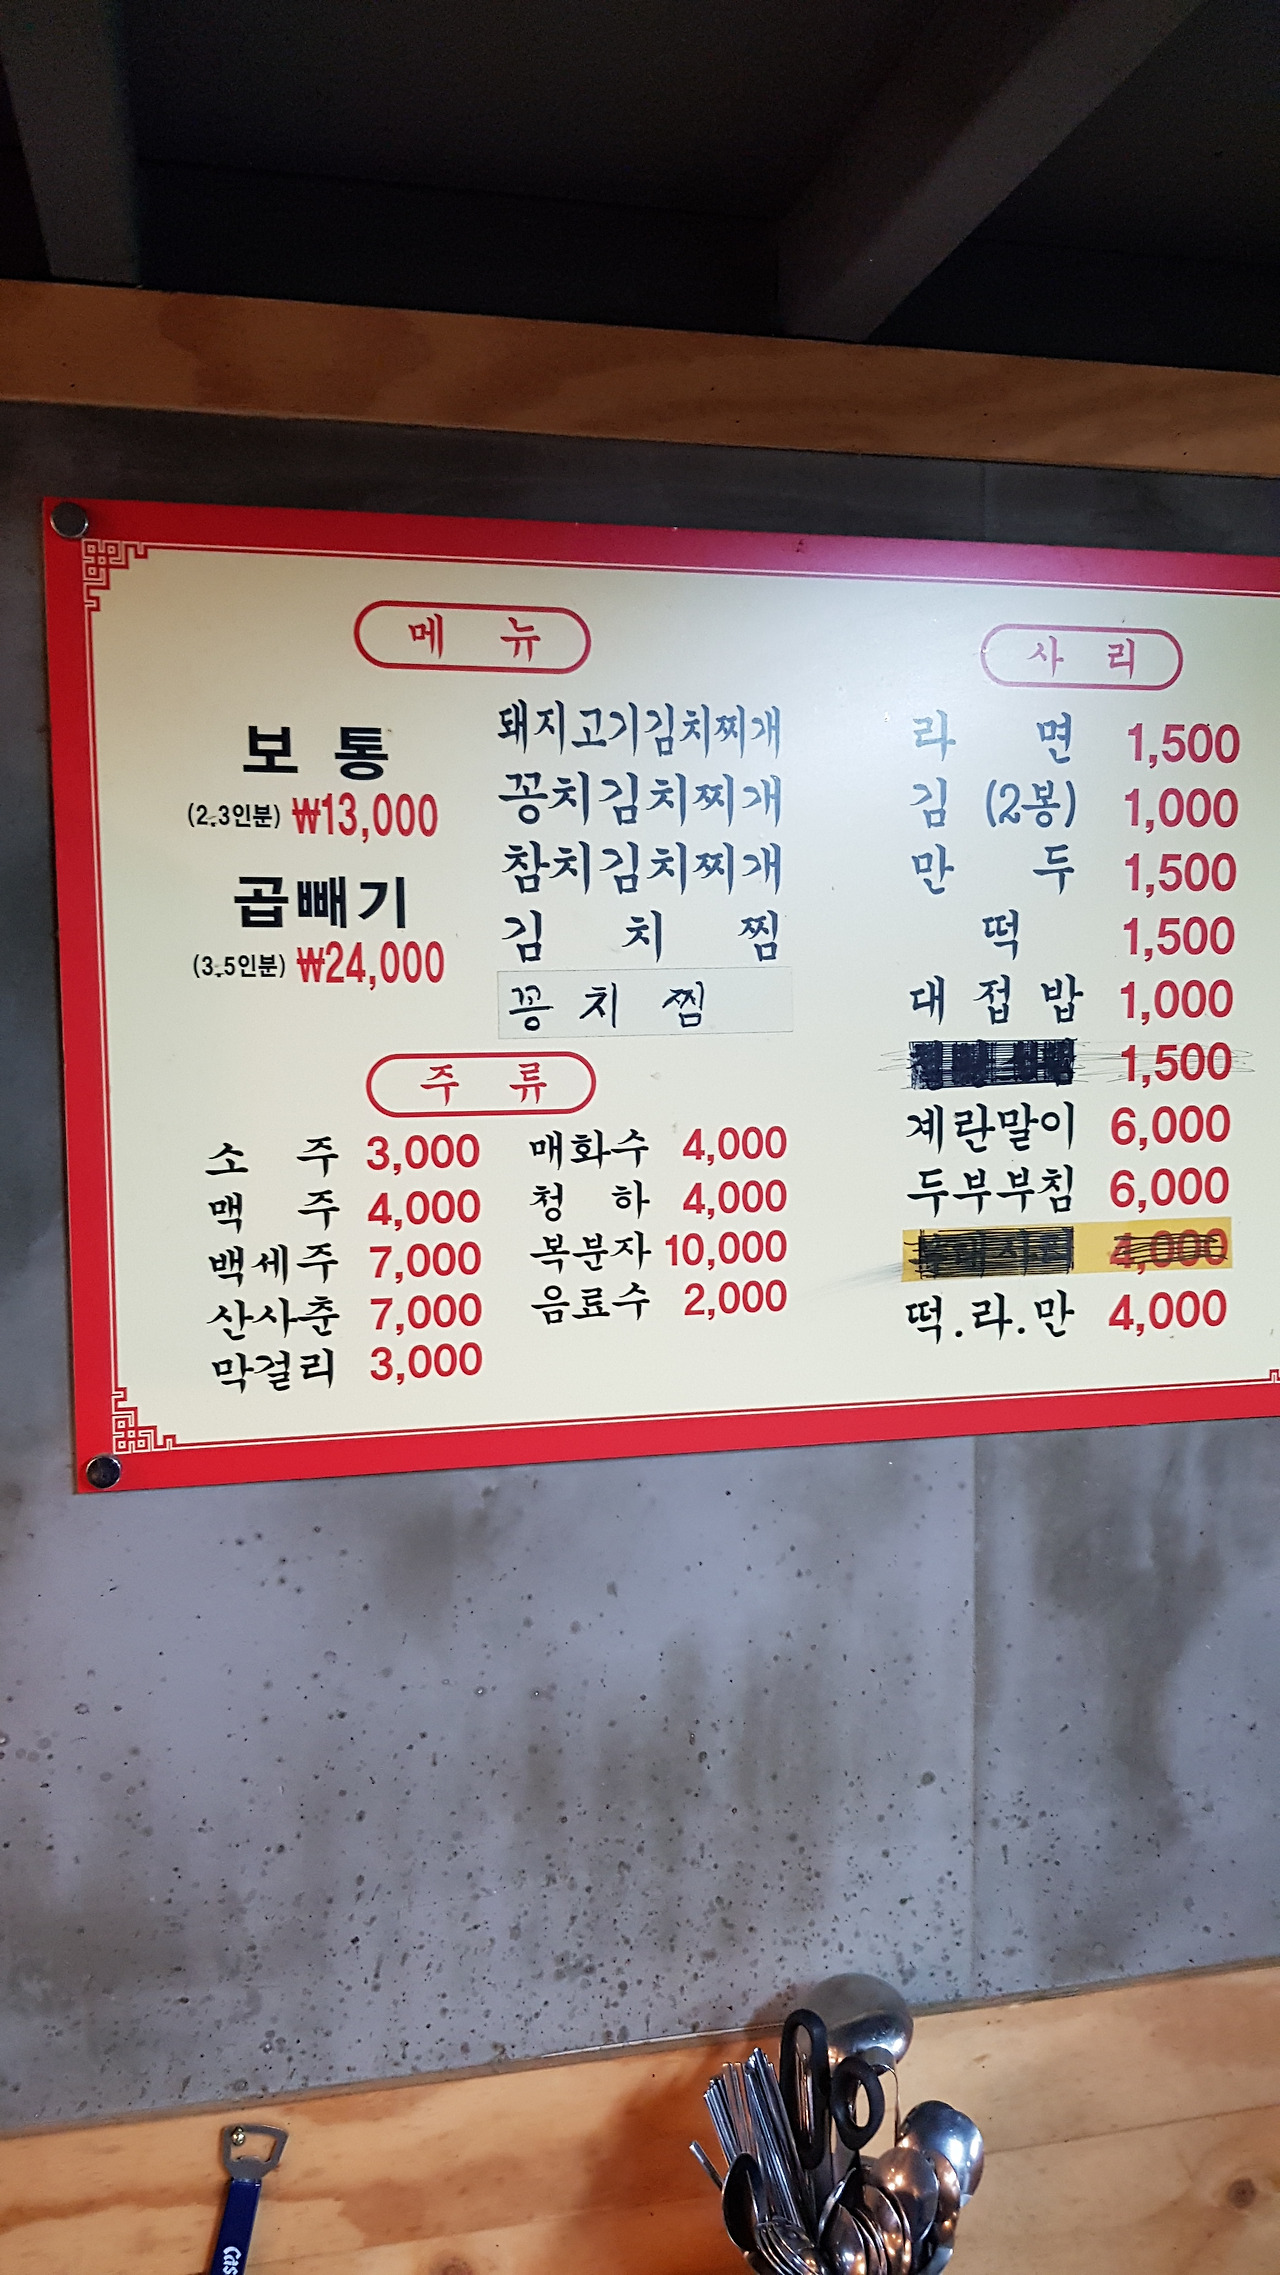 메 뉴
보 통
(2.3인분) ₩13,000
곱빼기
(3.5인분) ₩24,000
돼지고기김치찌개
꽁치김치찌개
참치김치찌개
김 치 찜
꽁 치 찜
주 류
소 주 3,000
맥 주 4,000
백세주 7,000
산사춘 7,000
막걸리 3,000
매화수 4,000
청 하 4,000
복분자 10,000
음료수 2,000
사 리
라 면 1,500
김 (2봉) 1,000
만 두 1,500
떡 1,500
대 접 밥 1,000
1,500
계란말이 6,000
두부부침 6,000
4,000
떡.라.만 4,000